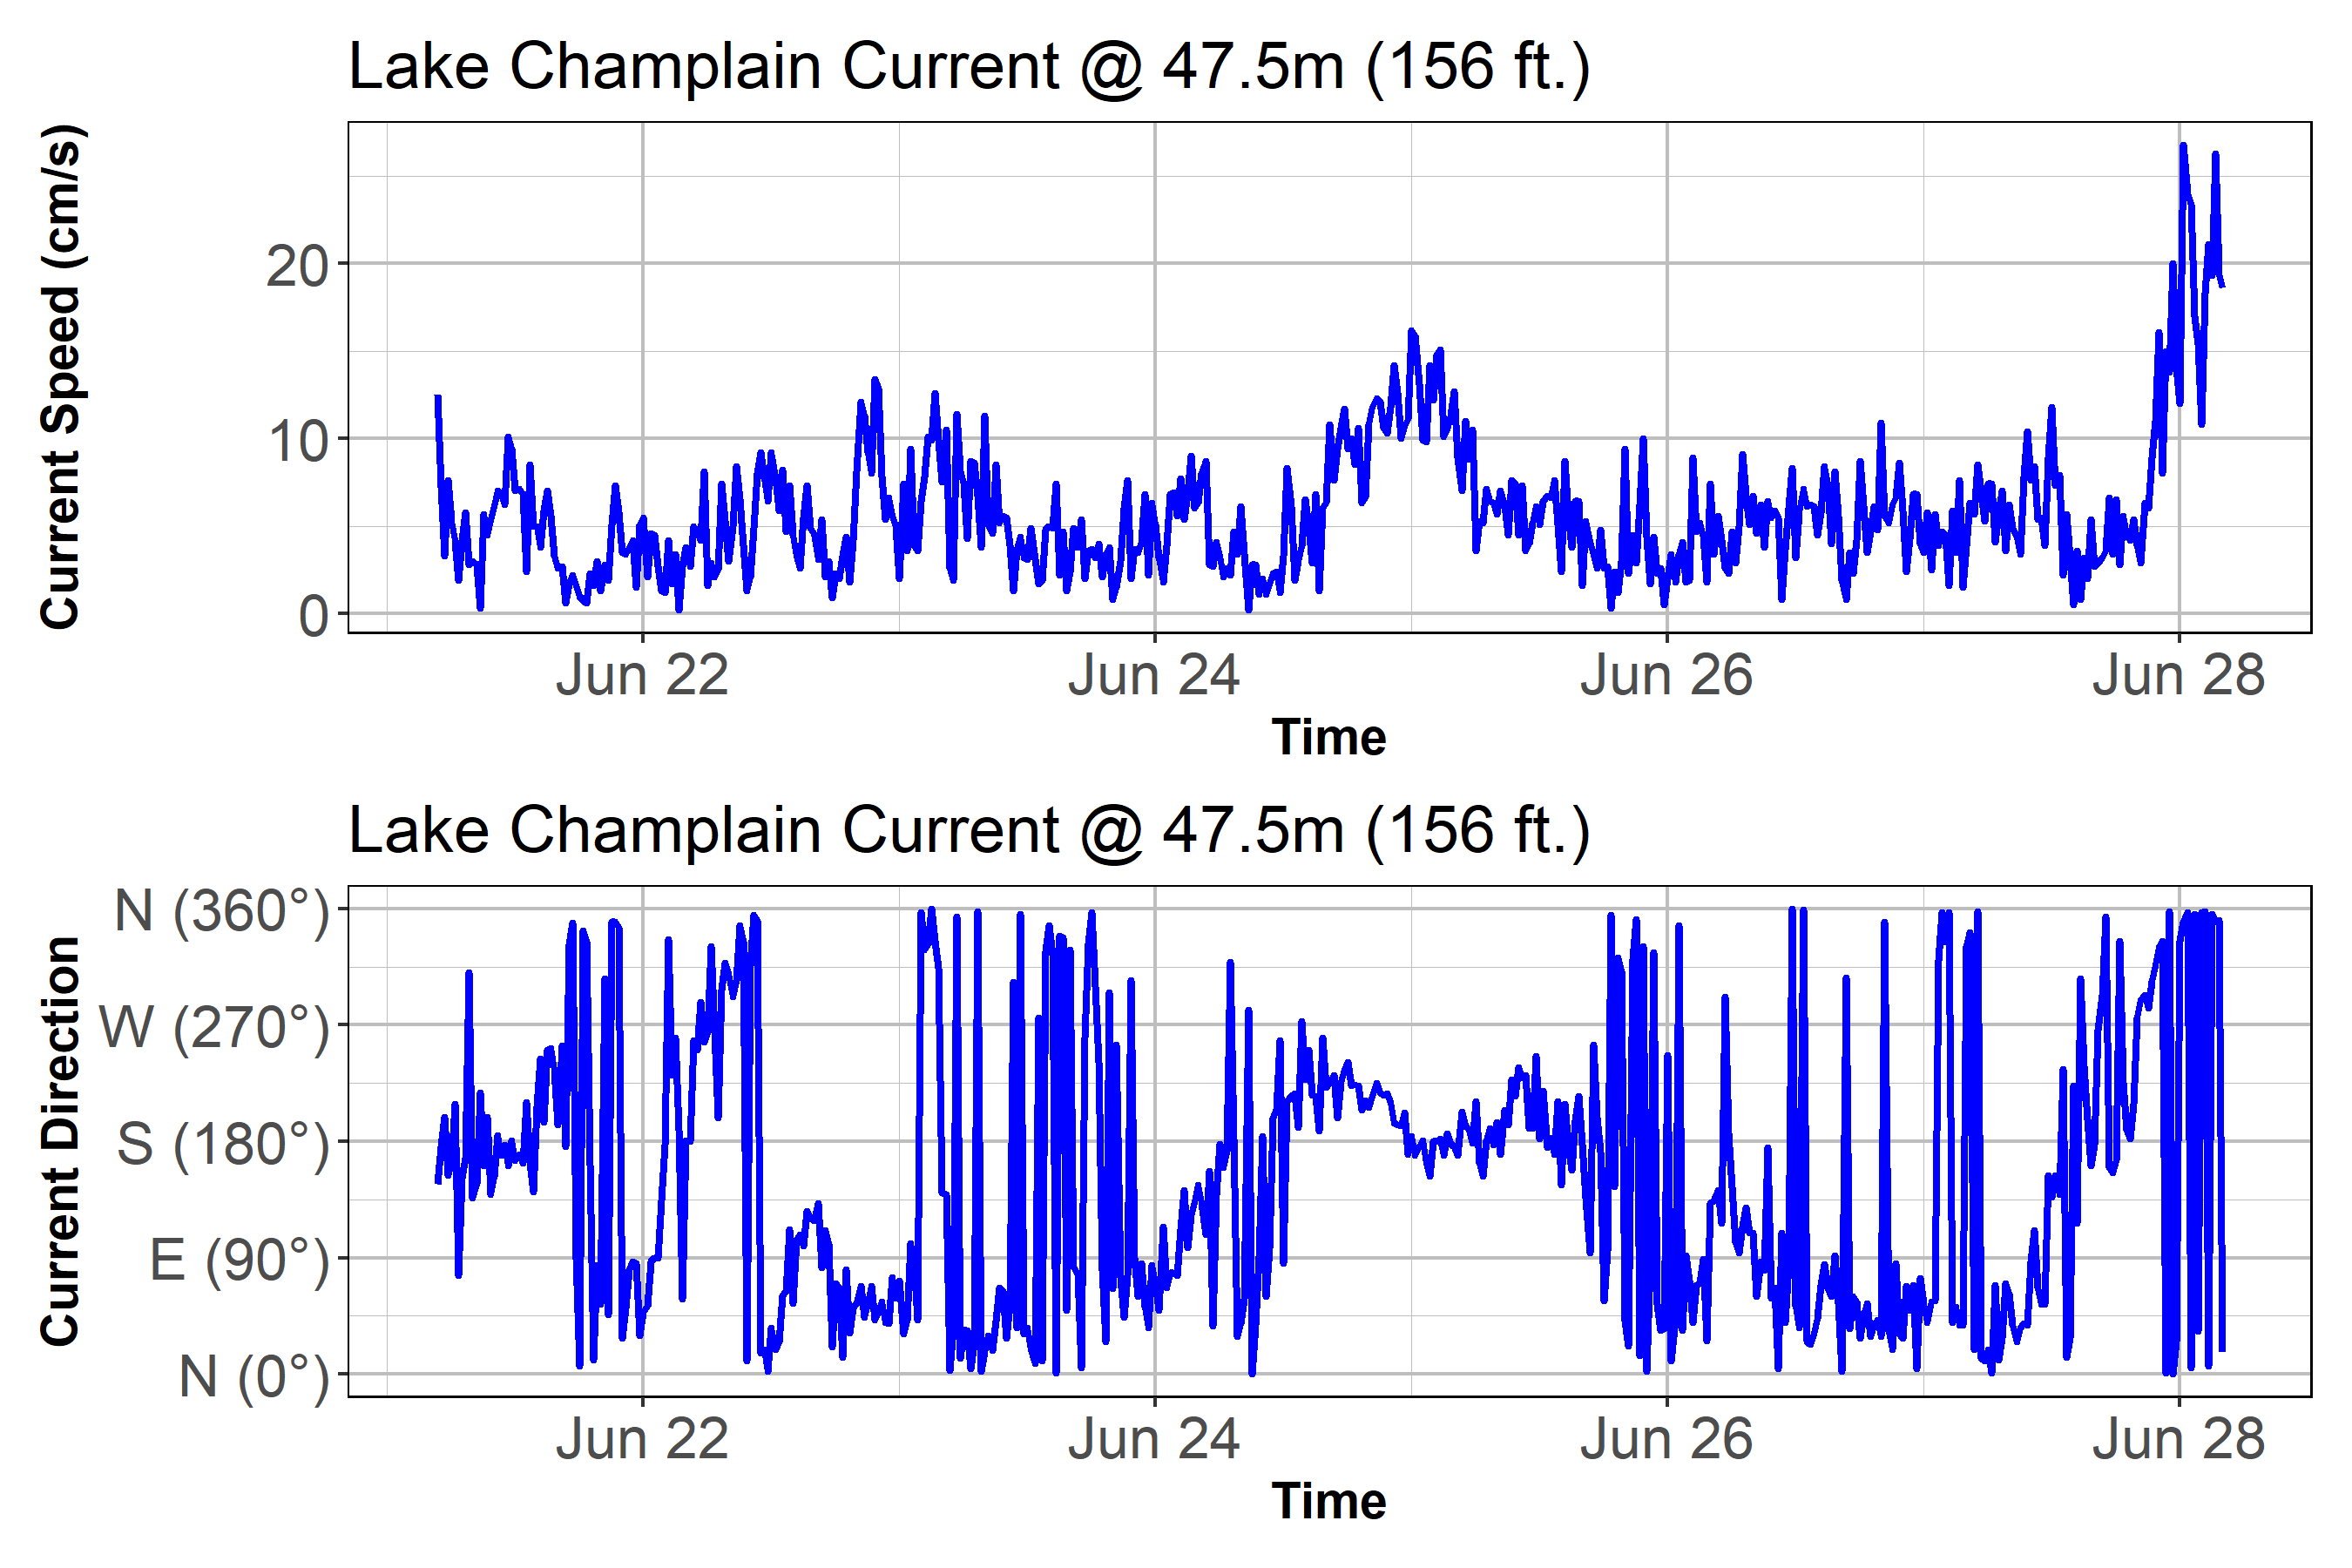 Lake Champlain Current @ 47.5m (156 ft.)
Current Speed (cm/s)
20
10
0
Jun 22 Jun 24 Jun 26 Jun 28
Time
Lake Champlain Current @ 47.5m (156 ft.)
Current Direction
N (360°)
W (270°)
S (180°)
E (90°)
N (0°)
Jun 22 Jun 24 Jun 26 Jun 28
Time